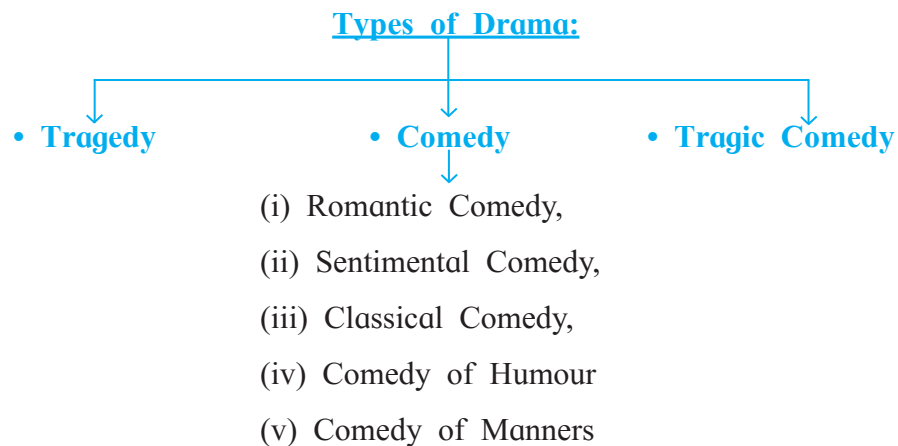 Types of Drama:
• Tragedy • Comedy • Tragic Comedy
(i) Romantic Comedy,
(ii) Sentimental Comedy,
(iii) Classical Comedy,
(iv) Comedy of Humour
(v) Comedy of Manners